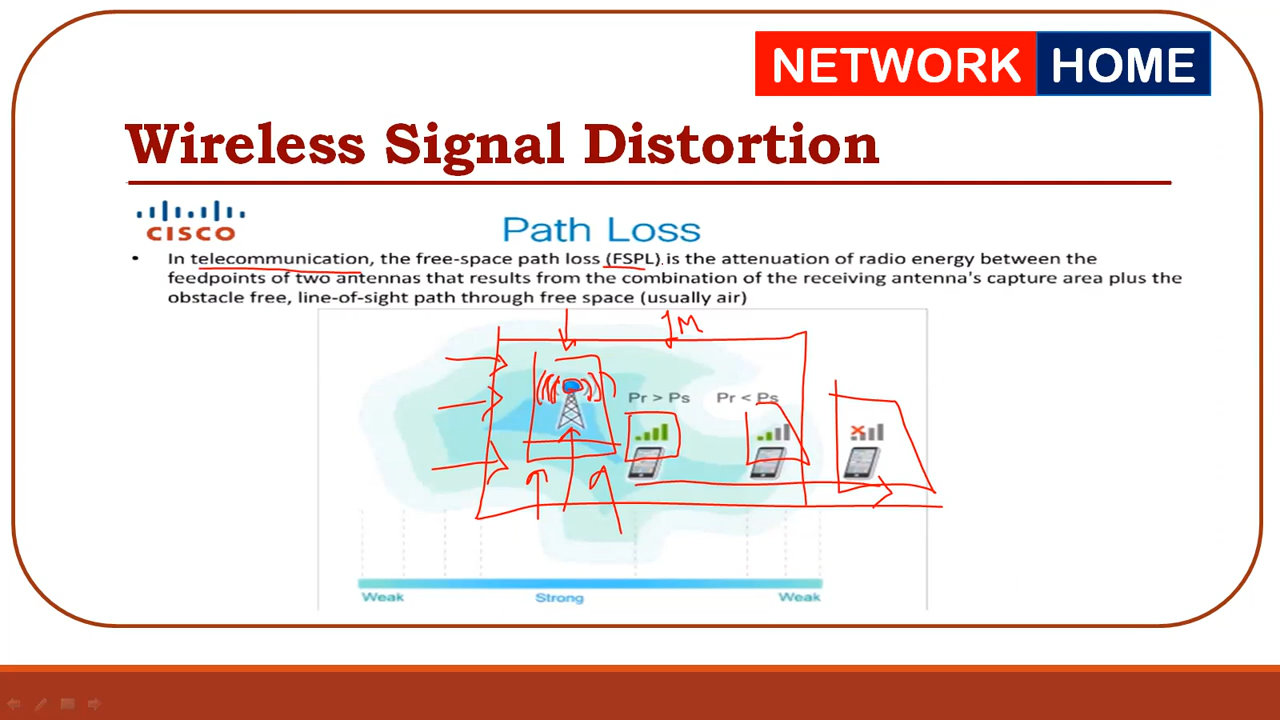 NETWORK HOME
Wireless Signal Distortion
CISCO
Path Loss
• In telecommunication, the free-space path loss (FSPL) is the attenuation of radio energy between the
feedpoints of two antennas that results from the combination of the receiving antenna's capture area plus the
obstacle free, line-of-sight path through free space (usually air)
M
Pr > Ps Pr < Ps
Weak Strong Weak